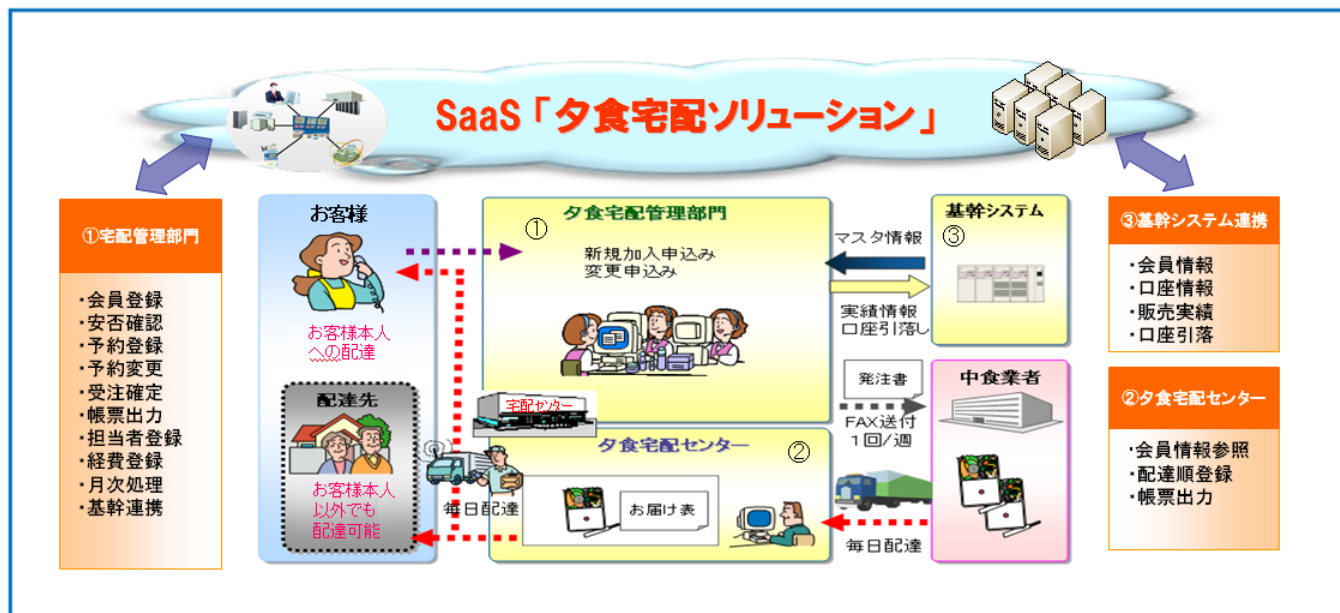 SaaS「夕食宅配ソリューション」
①宅配管理部門
・会員登録
・安否確認
・予約登録
・予約変更
・受注確定
・帳票出力
・担当者登録
・経費登録
・月次処理
・基幹連携
お客様
お客様本人
への配達
配達先
お客様本人
以外でも
配達可能
夕食宅配管理部門
①
新規加入申込み
変更申込み
宅配センター
夕食宅配センター
②
お届け表
毎日配達
マスタ情報
実績情報
口座引落し
基幹システム
③
発注書
FAX送付
1回/週
毎日配達
中食業者
③基幹システム連携
・会員情報
・口座情報
・販売実績
・口座引落
②夕食宅配センター
・会員情報参照
・配達順登録
・帳票出力